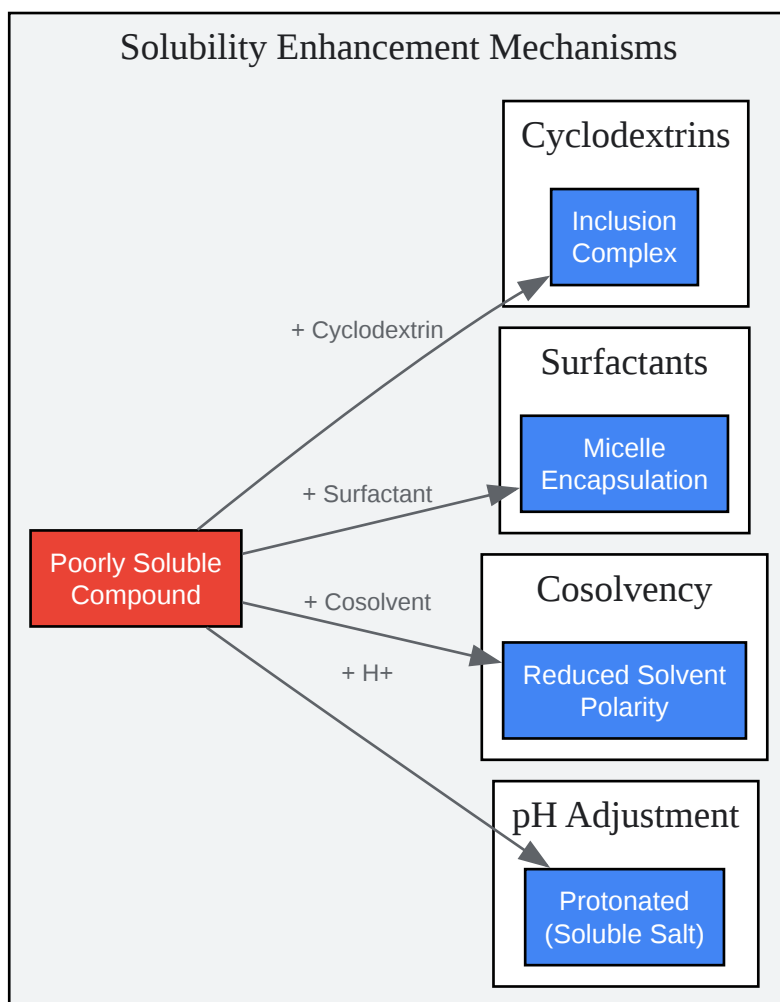 Solubility Enhancement Mechanisms
Cyclodextrins
Inclusion
Complex
+ Cyclodextrin
Surfactants
Micelle
Encapsulation
+ Surfactant
Poorly Soluble
Compound
+ Cosolvent
Cosolvency
Reduced Solvent
Polarity
+ H+
pH Adjustment
Protonated
(Soluble Salt)